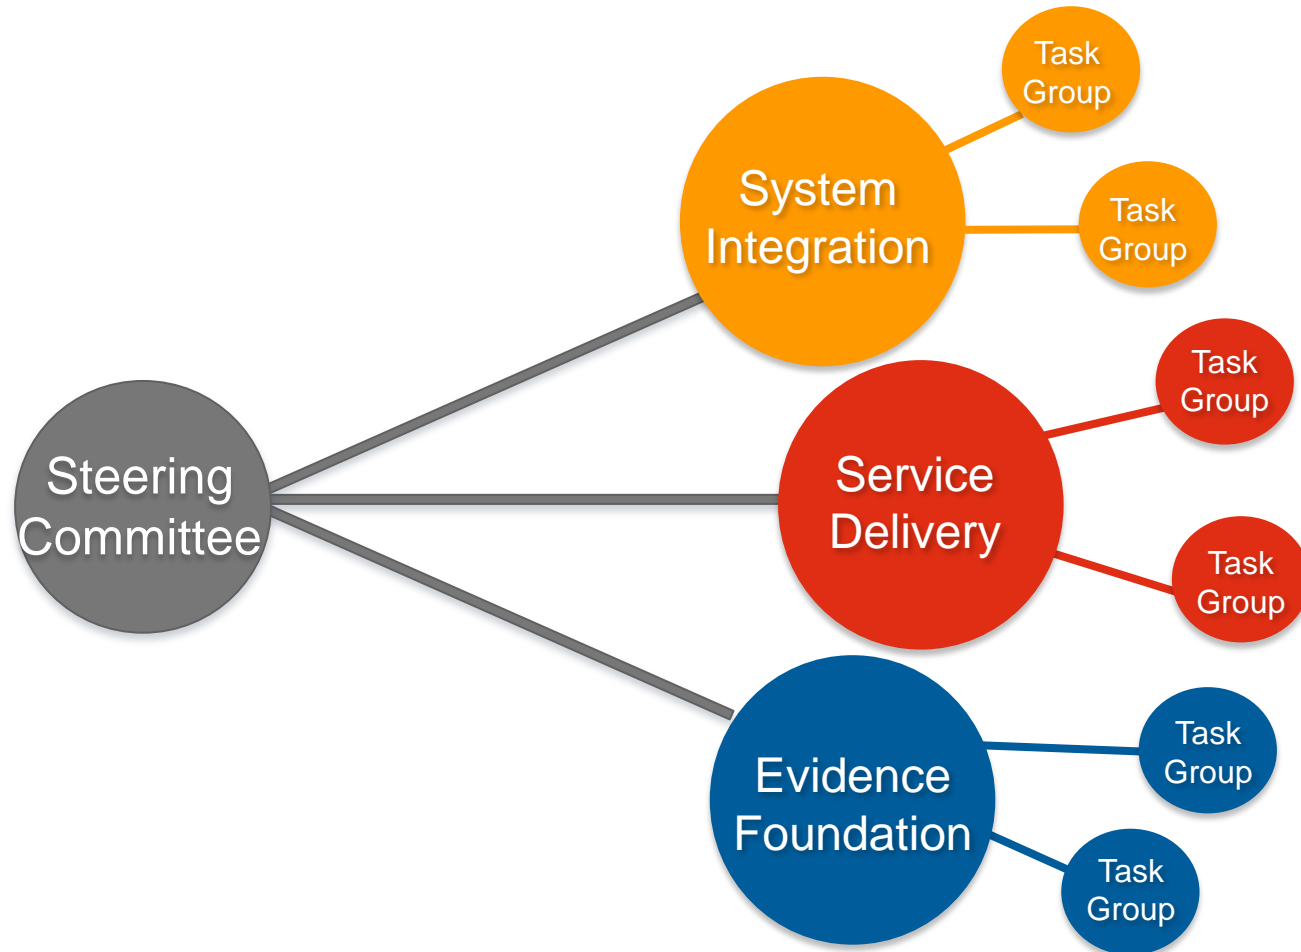 Task
Group
System
Integration
Task
Group
Task
Group
Steering
Committee
Service
Delivery
Task
Group
Evidence
Foundation
Task
Group
Task
Group